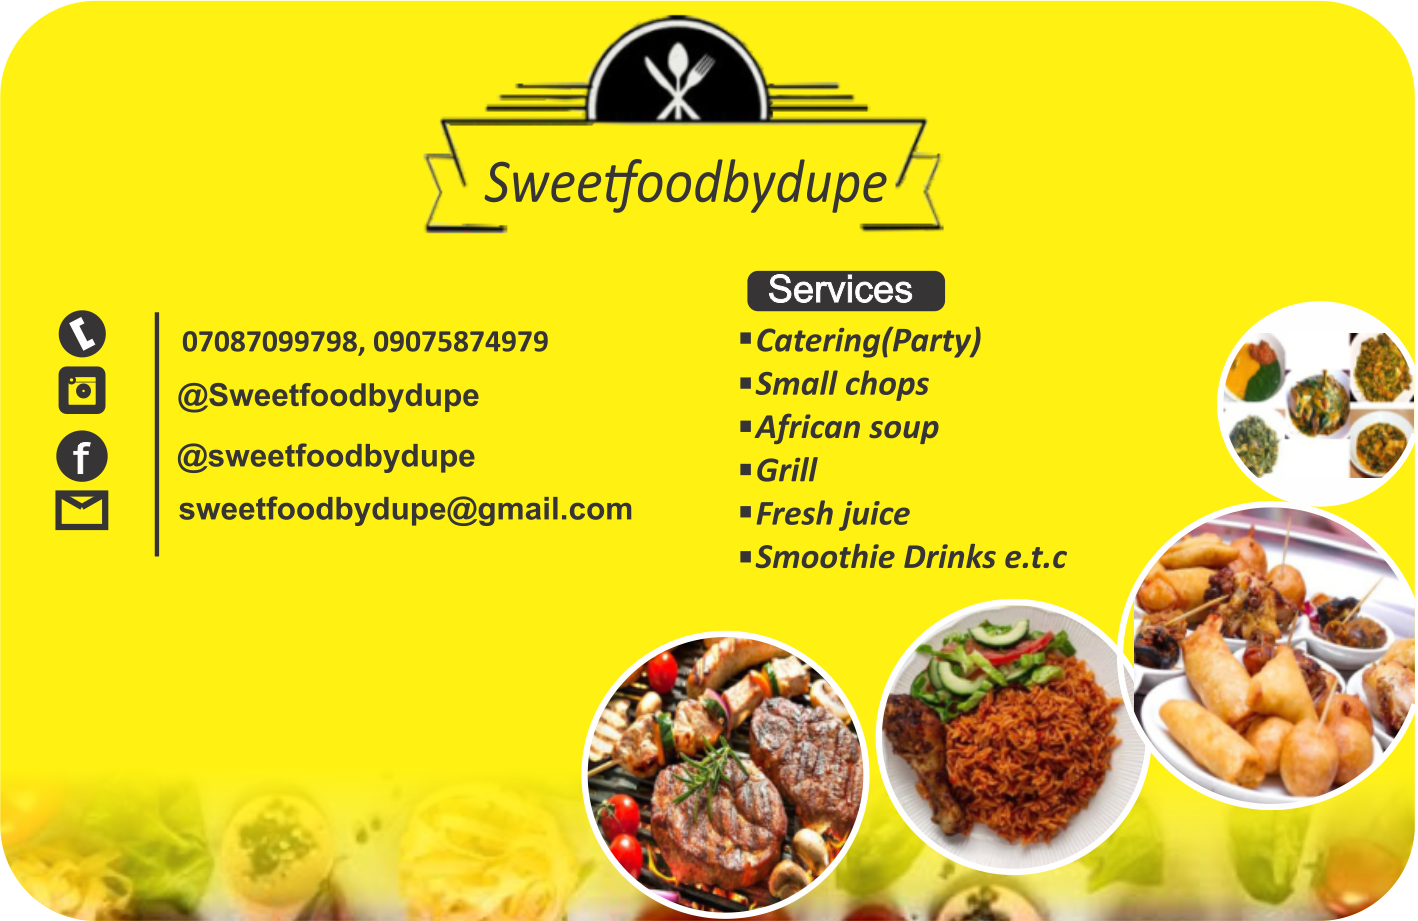 Sweetfoodbydupe
07087099798, 09075874979
@Sweetfoodbydupe
@sweetfoodbydupe
sweetfoodbydupe@gmail.com
Services
▪Catering(Party)
▪Small chops
▪African soup
▪Grill
▪Fresh juice
▪Smoothie Drinks e.t.c